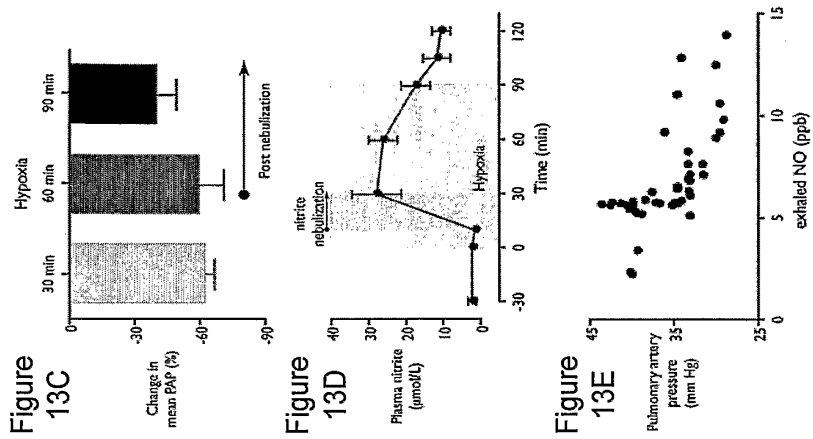 Figure
13C
Hypoxia
30 min
60 min
90 min
0
-30
-60
-90
Change in
mean PAP (%)
Post nebulization
Figure
13D
nitrite
nebulization
40
30
20
10
0
Plasma nitrite
(µmol/L)
Hypoxia
-30
0
30
60
90
120
Time (min)
Figure
13E
45
35
25
Pulmonary artery
pressure
(mm Hg)
0
5
10
15
exhaled NO (ppb)